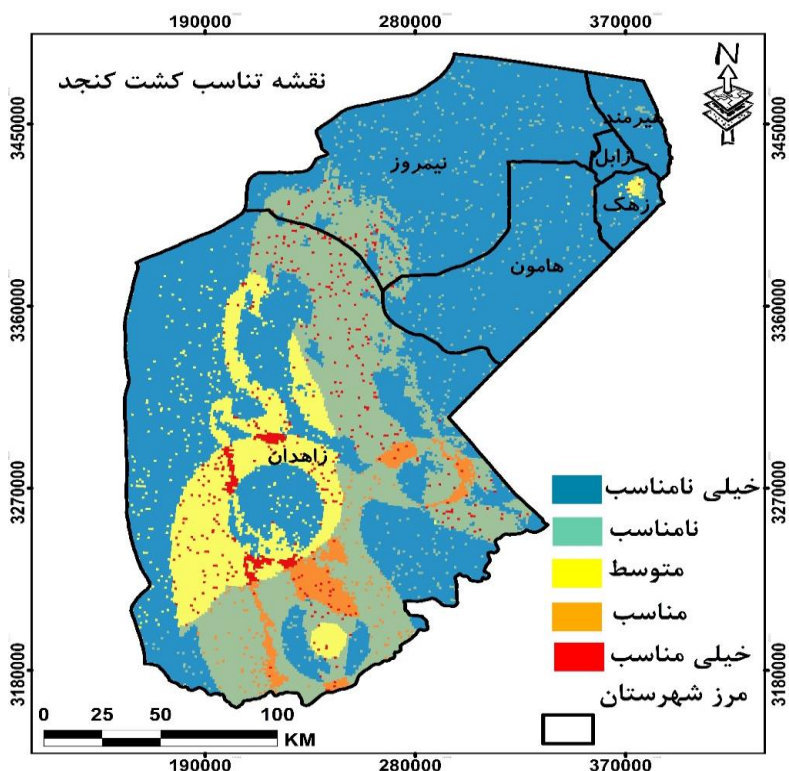 190000 280000 370000
نقشه تناسب کشت کنجد
N
3450000 3450000
هیرمند
زابل
نیمروز
زهک
هامون
3360000 3360000
زاهدان
3270000 3270000
خیلی نامناسب
نامناسب
متوسط
مناسب
خیلی مناسب
مرز شهرستان
3180000 3180000
0 25 50 100
KM
190000 280000 370000